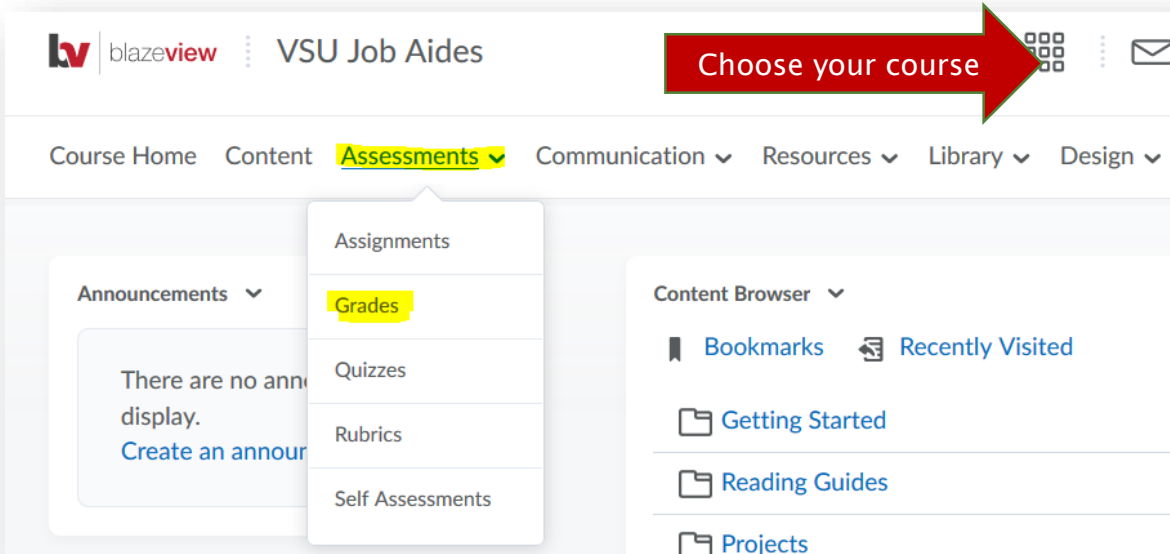 blazeview VSU Job Aides Choose your course
Course Home Content Assessments Communication Resources Library Design
Assignments
Grades
Quizzes
Rubrics
Self Assessments
Announcements
There are no ann
display.
Create an annour
Content Browser
Bookmarks Recently Visited
Getting Started
Reading Guides
Projects